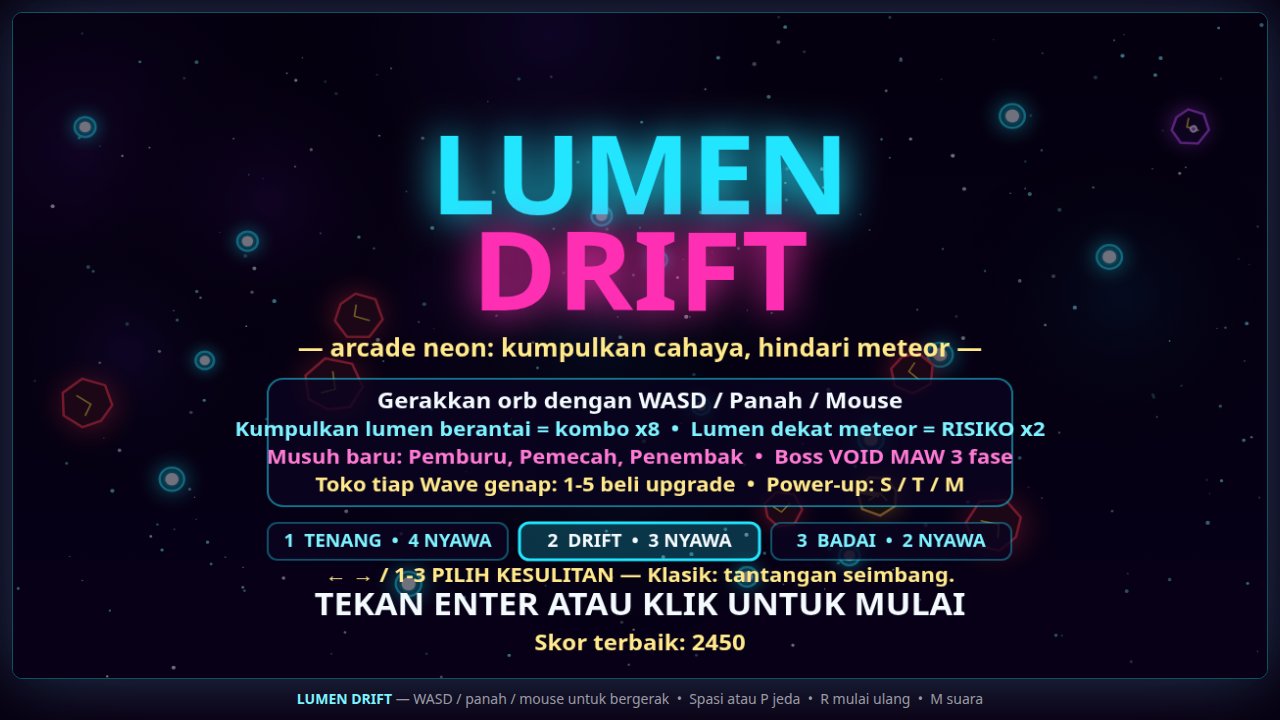 LUMEN
DRIFT
— arcade neon: kumpulkan cahaya, hindari meteor —
Gerakkan orb dengan WASD / Panah / Mouse
Kumpulkan lumen berantai = kombo x8 • Lumen dekat meteor = RISIKO x2
Musuh baru: Pemburu, Pemecah, Penembak • Boss VOID MAW 3 fase
Toko tiap Wave genap: 1-5 beli upgrade • Power-up: S / T / M
1 TENANG • 4 NYAWA
2 DRIFT • 3 NYAWA
3 BADAI • 2 NYAWA
← → / 1-3 PILIH KESULITAN — Klasik: tantangan seimbang.
TEKAN ENTER ATAU KLIK UNTUK MULAI
Skor terbaik: 2450
LUMEN DRIFT — WASD / panah / mouse untuk bergerak • Spasi atau P jeda • R mulai ulang • M suara